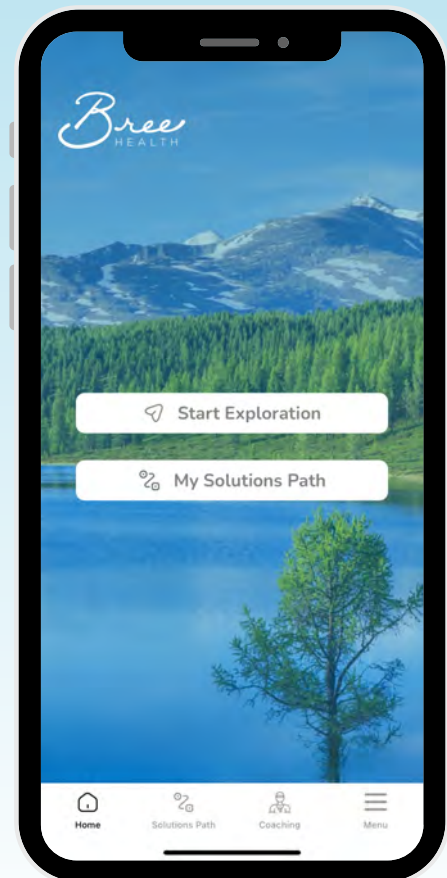 Bree
HEALTH
Start Exploration
My Solutions Path
Home Solutions Path Coaching Menu